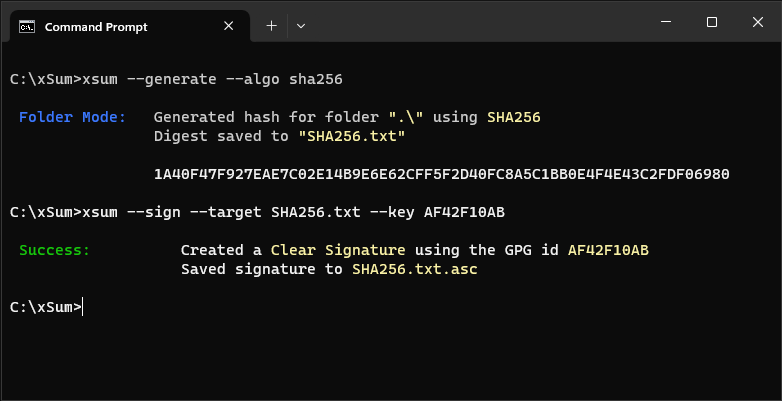 Command Prompt
C:\xSum>xsum --generate --algo sha256
Folder Mode: Generated hash for folder ".\" using SHA256
Digest saved to "SHA256.txt"
1A40F47F927EAE7C02E14B9E6E62CFF5F2D40FC8A5C1BB0E4F4E43C2FDF06980
C:\xSum>xsum --sign --target SHA256.txt --key AF42F10AB
Success: Created a Clear Signature using the GPG id AF42F10AB
Saved signature to SHA256.txt.asc
C:\xSum>